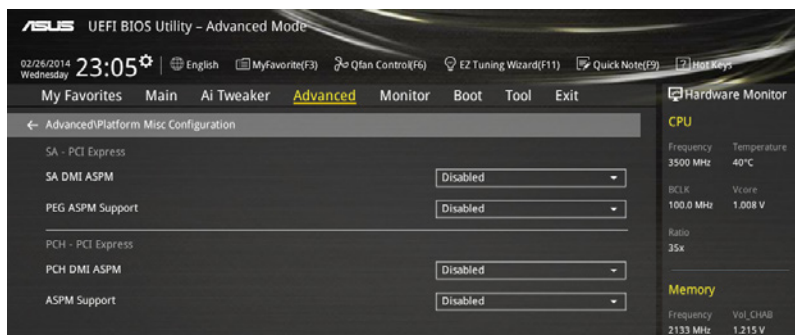 ASUS UEFI BIOS Utility – Advanced Mode
02/26/2014
Wednesday
23:05
English
MyFavorite(F3)
Qfan Control(F6)
EZ Tuning Wizard(F11)
Quick Note(F9)
? Hot Keys
My Favorites
Main
Ai Tweaker
Advanced
Monitor
Boot
Tool
Exit
Hardware Monitor
← Advanced\Platform Misc Configuration
SA - PCI Express
SA DMI ASPM Disabled
PEG ASPM Support Disabled
PCH - PCI Express
PCH DMI ASPM Disabled
ASPM Support Disabled
CPU
Frequency Temperature
3500 MHz 40°C
BCLK Vcore
100.0 MHz 1.008 V
Ratio
35x
Memory
Frequency Vol_CHAB
2133 MHz 1.215 V